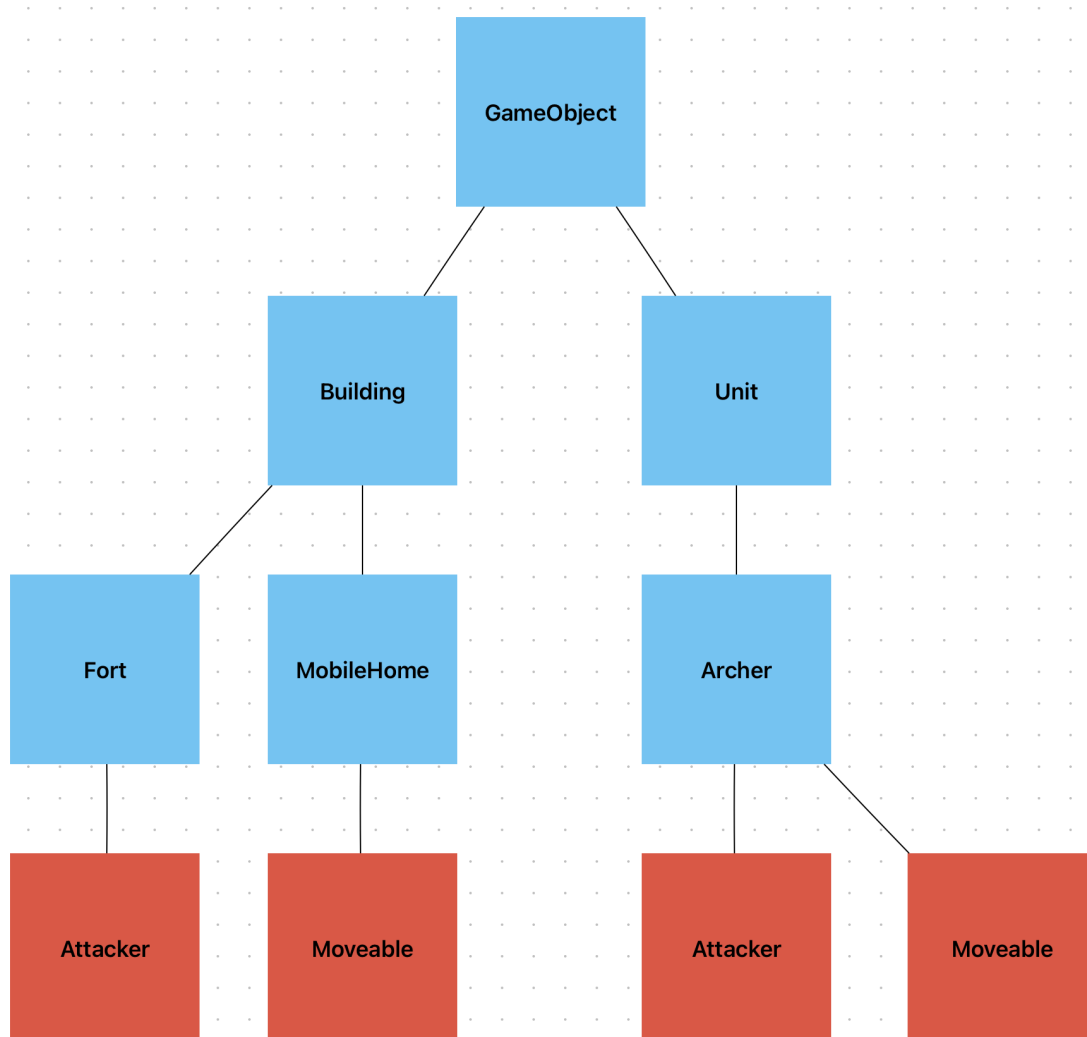 GameObject
Building
Unit
Fort
MobileHome
Archer
Attacker
Moveable
Attacker
Moveable